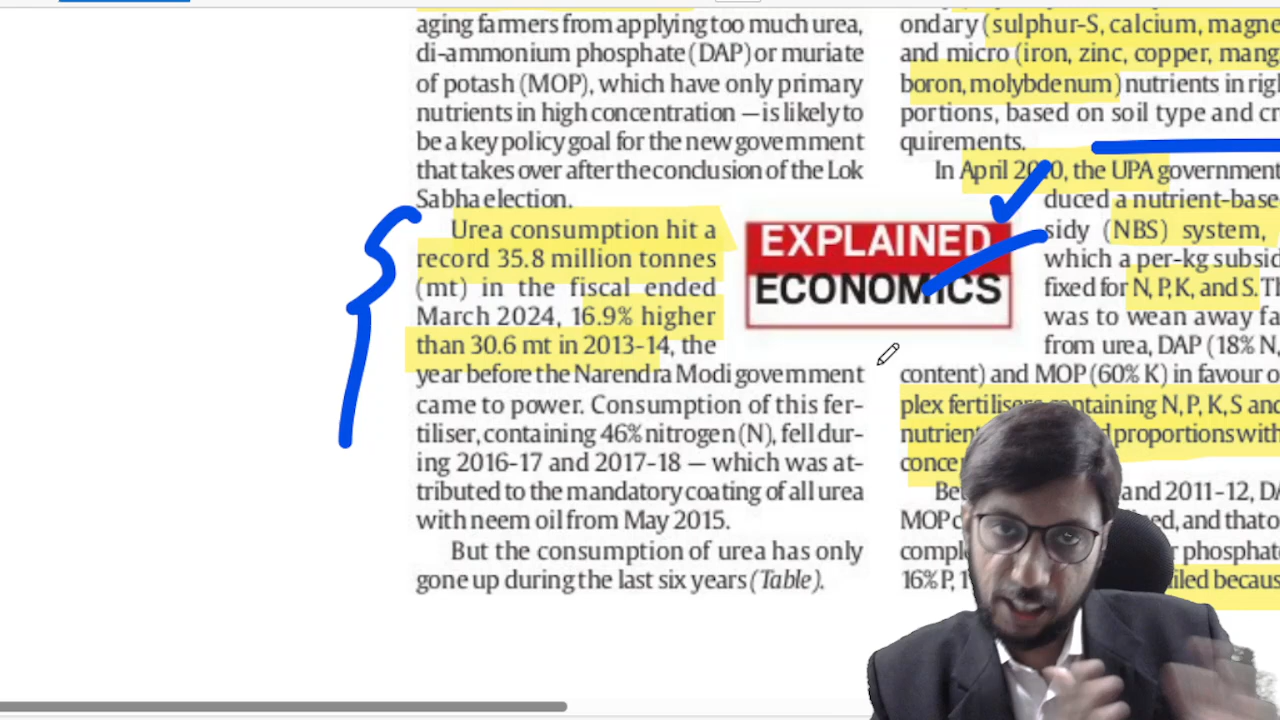 aging farmers from applying too much urea,
di-ammonium phosphate (DAP) or muriate
of potash (MOP), which have only primary
nutrients in high concentration — is likely to
be a key policy goal for the new government
that takes over after the conclusion of the Lok
Sabha election.
Urea consumption hit a
record 35.8 million tonnes
(mt) in the fiscal ended
March 2024, 16.9% higher
than 30.6 mt in 2013-14, the
year before the Narendra Modi government
came to power. Consumption of this fer-
tiliser, containing 46% nitrogen (N), fell dur-
ing 2016-17 and 2017-18 — which was at-
tributed to the mandatory coating of all urea
with neem oil from May 2015.
But the consumption of urea has only
gone up during the last six years (Table).
EXPLAINED
ECONOMICS
ondary (sulphur-S, calcium, magne
and micro (iron, zinc, copper, mang
boron, molybdenum) nutrients in rig
portions, based on soil type and cr
quirements.
In April 2010, the UPA government
duced a nutrient-base
sidy (NBS) system,
which a per-kg subsid
fixed for N, P, K, and S. Th
was to wean away fa
from urea, DAP (18% N,
content) and MOP (60% K) in favour o
plex fertilisers containing N, P, K, S and
nutrien proportions with
conce
Be and 2011-12, DA
MOP and that o
compl phosphat
16% P, becaus